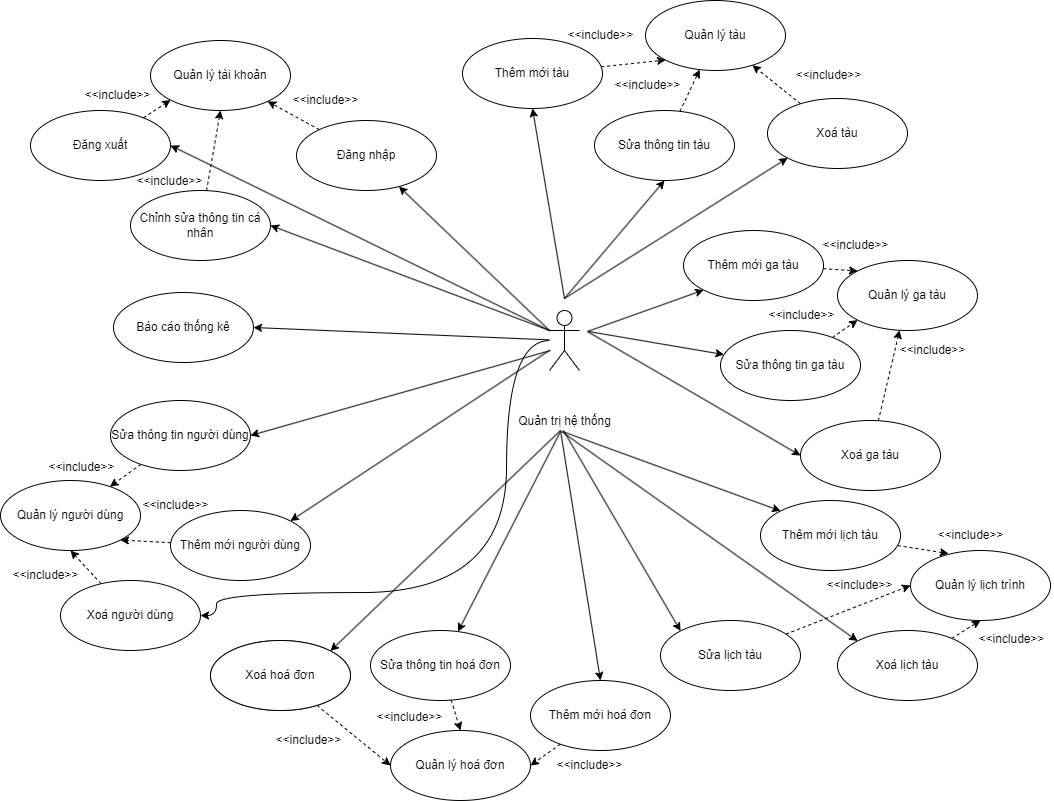 <<include>>
Quản lý tàu
Thêm mới tàu
Quản lý tài khoản
<<include>>
<<include>>
<<include>>
<<include>>
Xoá tàu
Đăng xuất
Sửa thông tin tàu
Đăng nhập
<<include>>
Chỉnh sửa thông tin cá
nhân
<<include>>
Thêm mới ga tàu
Quản lý ga tàu
<<include>>
Báo cáo thống kê
<<include>>
Sửa thông tin ga tàu
Quản trị hệ thống
Sửa thông tin người dùng
Xoá ga tàu
<<include>>
<<include>>
Quản lý người dùng
Thêm mới lịch tàu
<<include>>
Thêm mới người dùng
<<include>>
<<include>>
Quản lý lịch trình
Xoá người dùng
<<include>>
Sửa lịch tàu
Xoá lịch tàu
Sửa thông tin hoá đơn
Xoá hoá đơn
<<include>>
Thêm mới hoá đơn
<<include>>
Quản lý hoá đơn
<<include>>